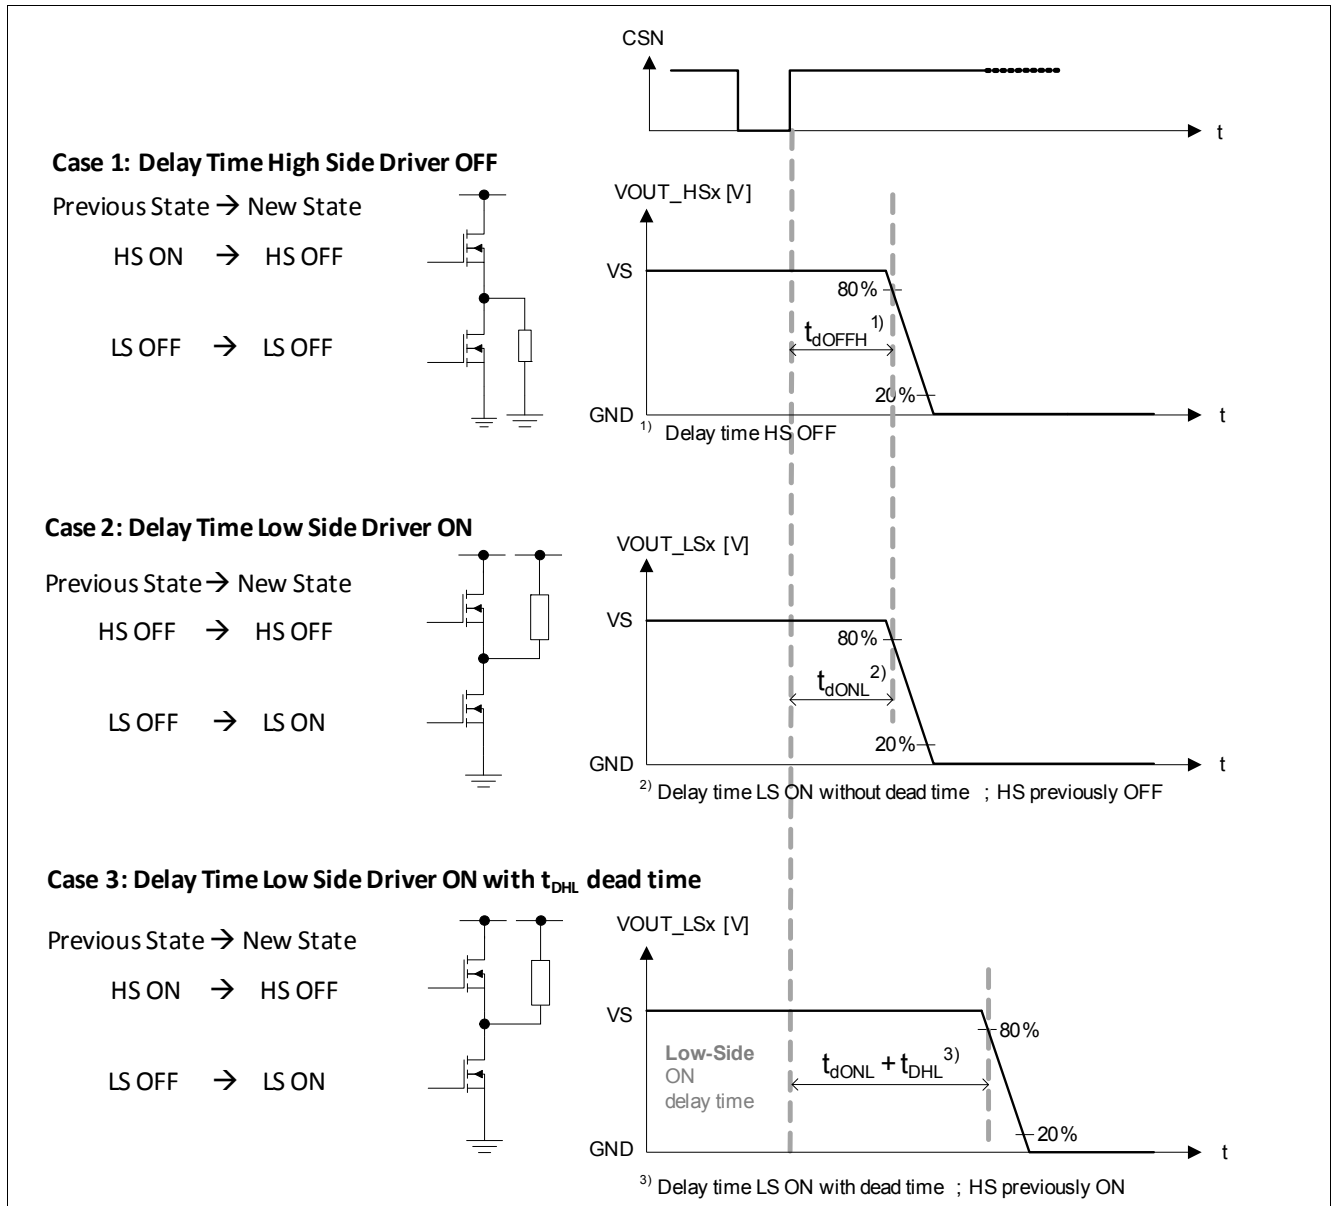 CSN
t
Case 1: Delay Time High Side Driver OFF
Previous State → New State
HS ON → HS OFF
LS OFF → LS OFF
VOUT_HSx [V]
VS
80%
tdOFFH 1)
20%
GND
t
1) Delay time HS OFF
Case 2: Delay Time Low Side Driver ON
Previous State → New State
HS OFF → HS OFF
LS OFF → LS ON
VOUT_LSx [V]
VS
80%
tdONL 2)
20%
GND
t
2) Delay time LS ON without dead time ; HS previously OFF
Case 3: Delay Time Low Side Driver ON with tDHL dead time
Previous State → New State
HS ON → HS OFF
LS OFF → LS ON
VOUT_LSx [V]
VS
80%
Low-Side
ON
delay time
tdONL + tDHL 3)
20%
GND
t
3) Delay time LS ON with dead time ; HS previously ON